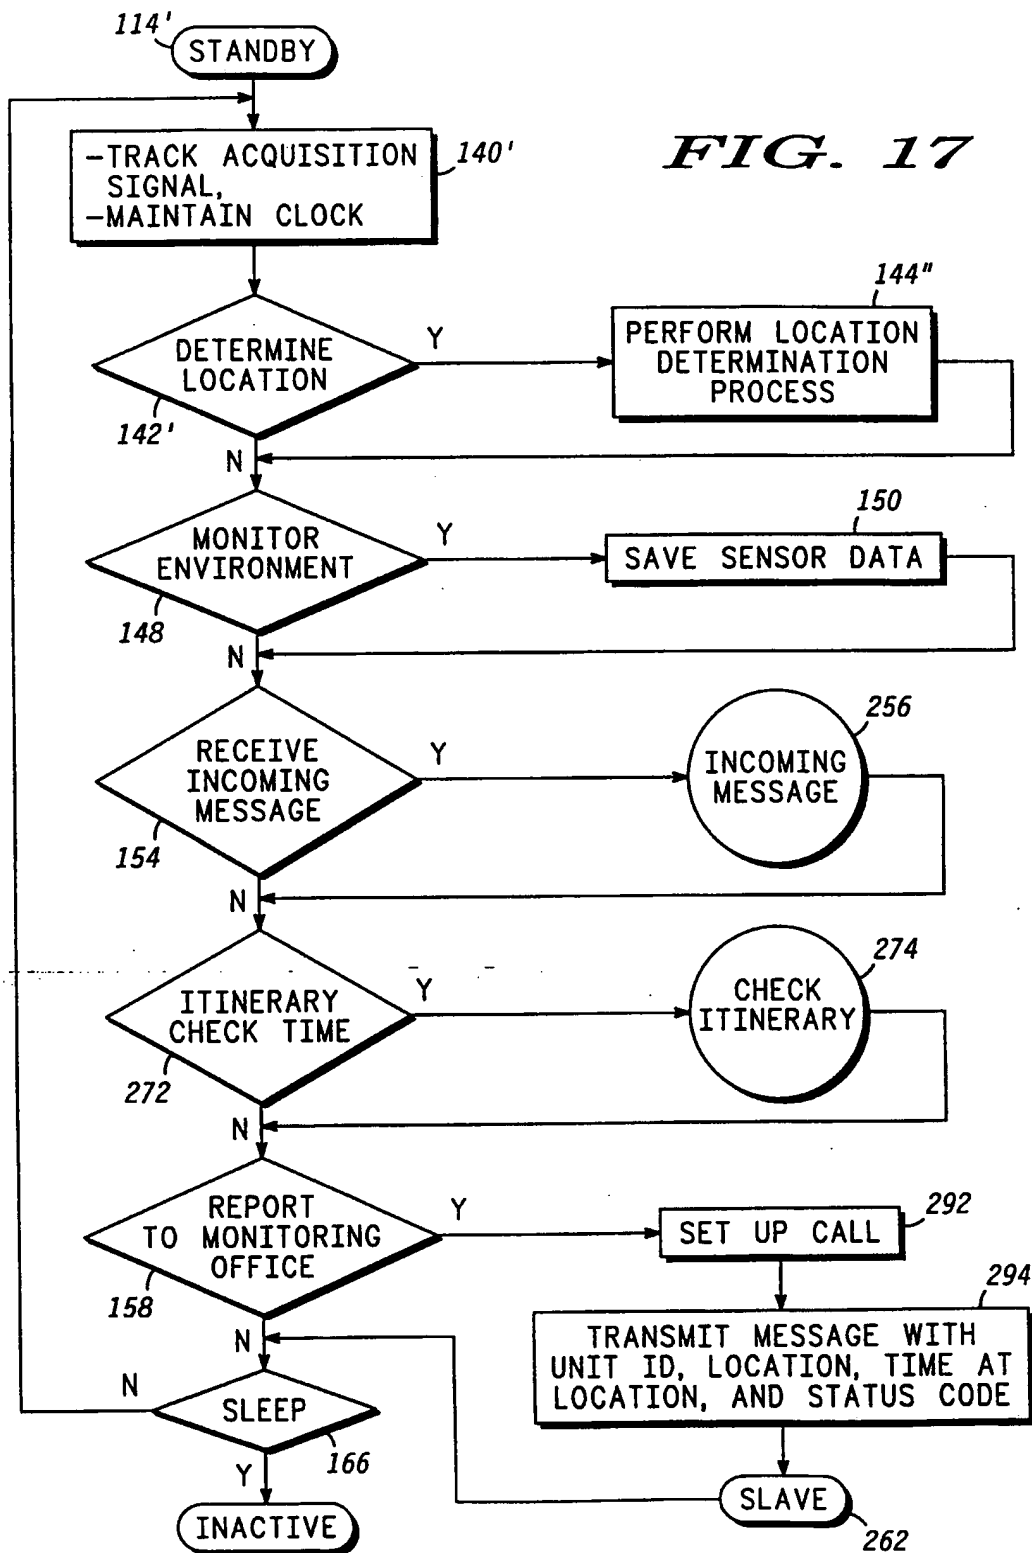 114'
STANDBY
FIG. 17
-TRACK ACQUISITION
SIGNAL,
-MAINTAIN CLOCK
140'
144"
DETERMINE
LOCATION
Y
PERFORM LOCATION
DETERMINATION
PROCESS
142'
N
150
MONITOR
ENVIRONMENT
Y
SAVE SENSOR DATA
148
N
256
RECEIVE
INCOMING
MESSAGE
Y
INCOMING
MESSAGE
154
N
274
ITINERARY
CHECK TIME
Y
CHECK
ITINERARY
272
N
REPORT
TO MONITORING
OFFICE
Y
SET UP CALL
292
158
294
N
TRANSMIT MESSAGE WITH
UNIT ID, LOCATION, TIME AT
LOCATION, AND STATUS CODE
N
SLEEP
166
Y
SLAVE
262
INACTIVE